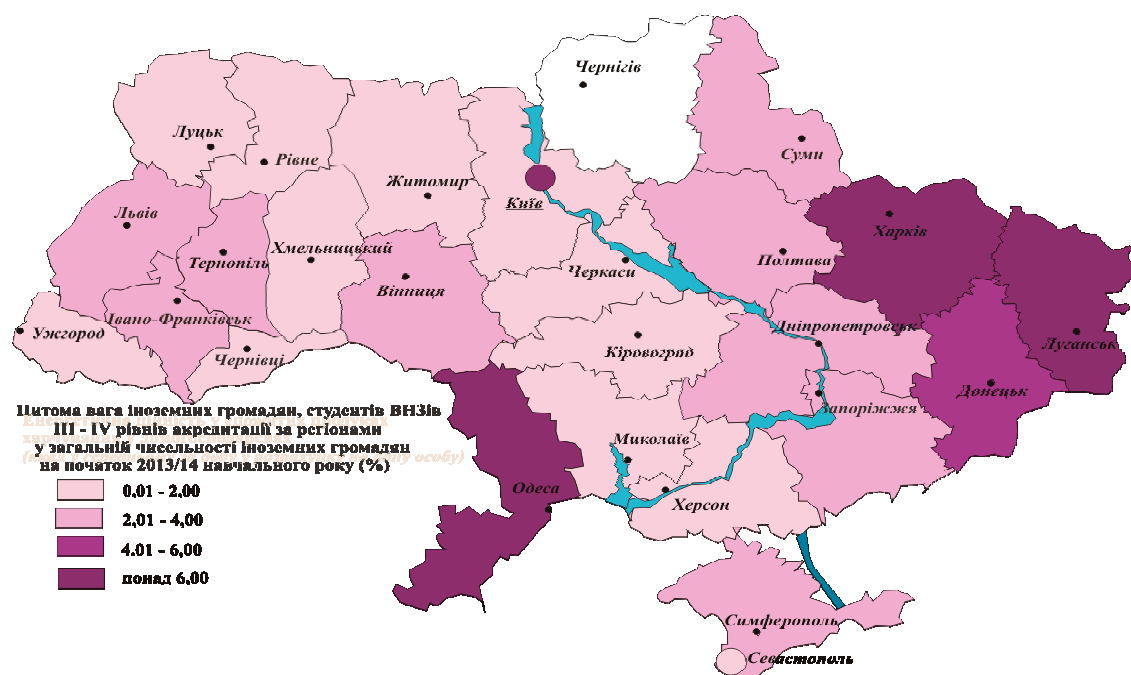 Чернігів
Луцьк
Рівне
Суми
Житомир
Київ
Львів
Харків
Хмельницький
Тернопіль
Черкаси
Полтава
Вінниця
Івано-Франківськ
Дніпропетровськ
Ужгород
Чернівці
Кіровоград
Луганськ
Донецьк
Запоріжжя
Питома вага іноземних громадян, студентів ВНЗів
ІІІ - IV рівнів акредитації за регіонами
у загальній чисельності іноземних громадян
на початок 2013/14 навчального року (%)
Миколаїв
0,01 - 2,00
Одеса
Херсон
2,01 - 4,00
4.01 - 6,00
понад 6,00
Симферополь
Севастополь